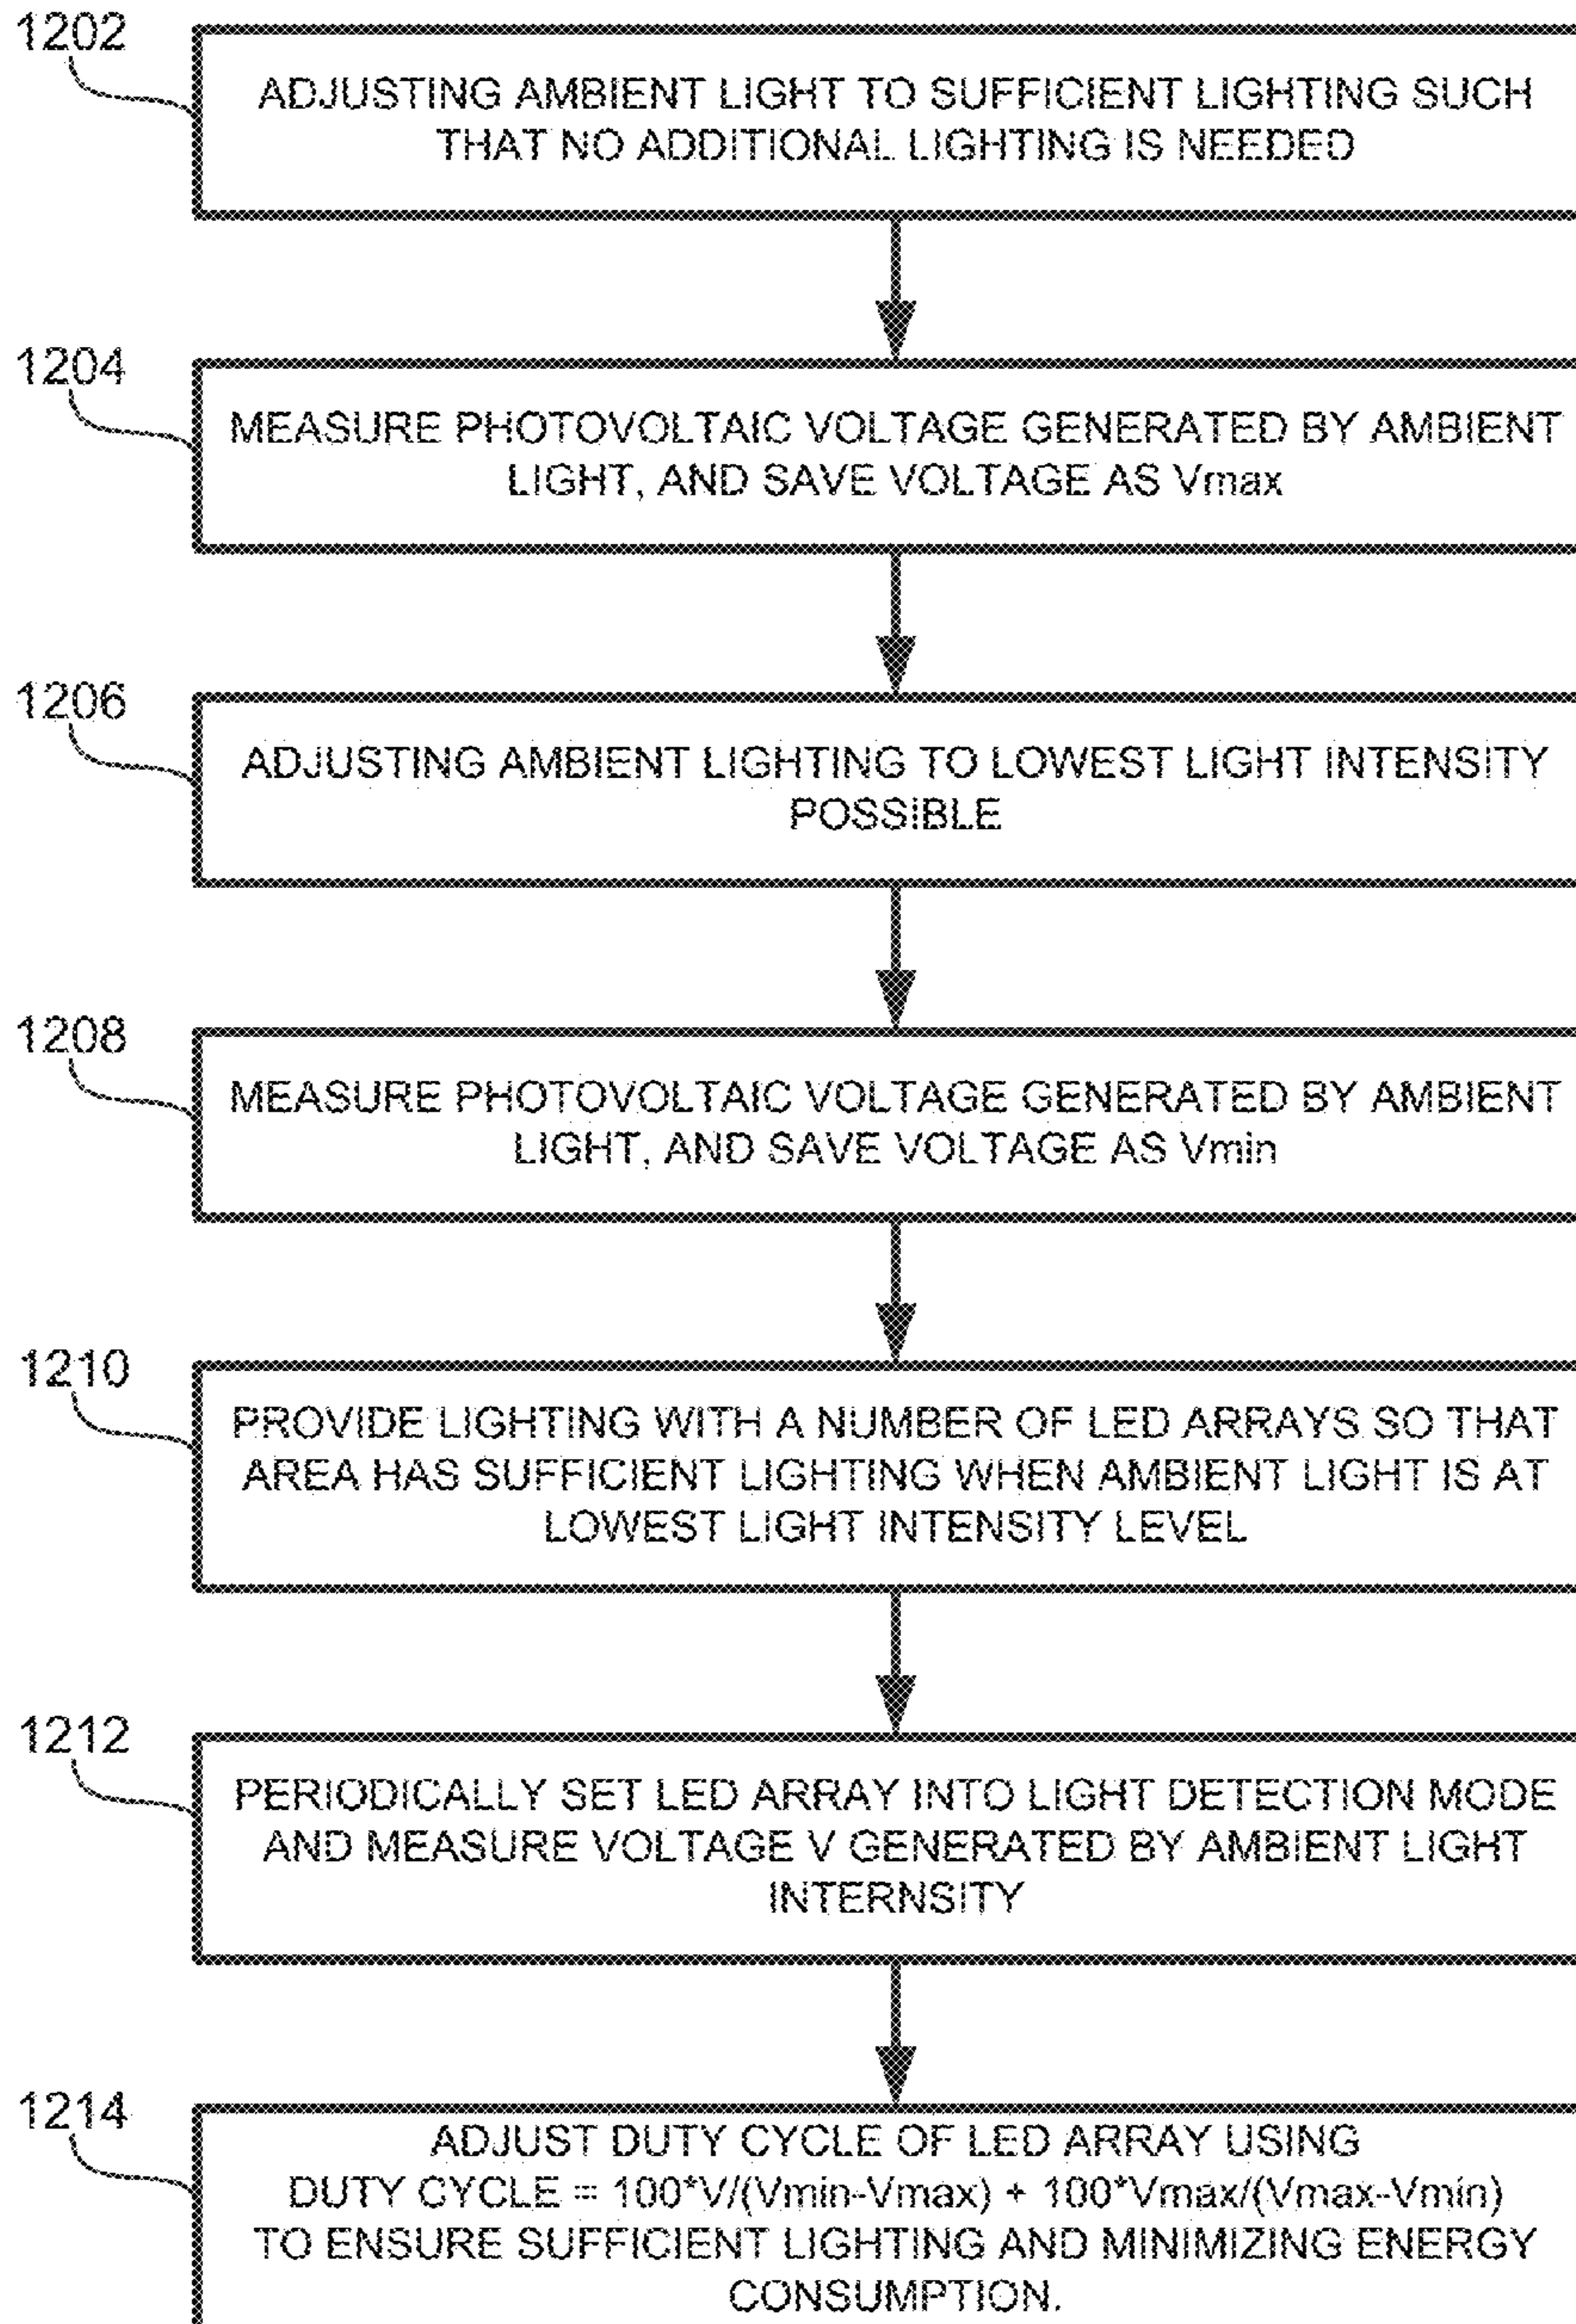 1202
ADJUSTING AMBIENT LIGHT TO SUFFICIENT LIGHTING SUCH
THAT NO ADDITIONAL LIGHTING IS NEEDED
1204
MEASURE PHOTOVOLTAIC VOLTAGE GENERATED BY AMBIENT
LIGHT, AND SAVE VOLTAGE AS Vmax
1206
ADJUSTING AMBIENT LIGHTING TO LOWEST LIGHT INTENSITY
POSSIBLE
1208
MEASURE PHOTOVOLTAIC VOLTAGE GENERATED BY AMBIENT
LIGHT, AND SAVE VOLTAGE AS Vmin
1210
PROVIDE LIGHTING WITH A NUMBER OF LED ARRAYS SO THAT
AREA HAS SUFFICIENT LIGHTING WHEN AMBIENT LIGHT IS AT
LOWEST LIGHT INTENSITY LEVEL
1212
PERIODICALLY SET LED ARRAY INTO LIGHT DETECTION MODE
AND MEASURE VOLTAGE V GENERATED BY AMBIENT LIGHT
INTERNSITY
1214
ADJUST DUTY CYCLE OF LED ARRAY USING
DUTY CYCLE = 100*V/(Vmin-Vmax) + 100*Vmax/(Vmax-Vmin)
TO ENSURE SUFFICIENT LIGHTING AND MINIMIZING ENERGY
CONSUMPTION.